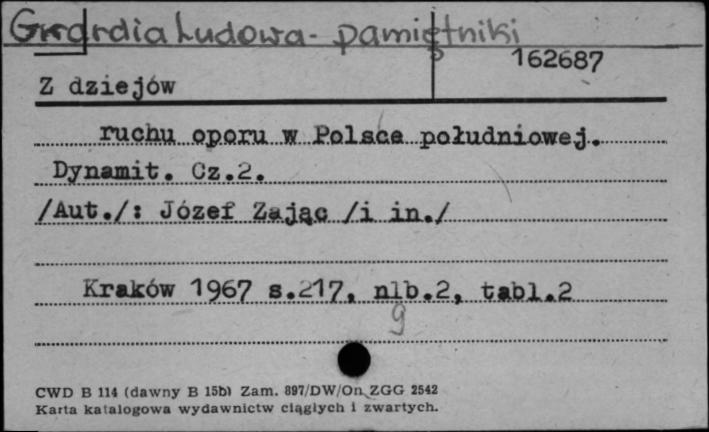 Gwardia Ludowa - pamiętniki
162687
Z dziejów
ruchu oporu w Polsce południowej.
Dynamit. Cz.2.
/Aut./: Józef Zając /i in./
Kraków 1967 s.217, nlb.2, tabl.2
9
CWD B 114 (dawny B 15b) Zam. 897/DW/On ZGG 2542
Karta katalogowa wydawnictw ciągłych i zwartych.